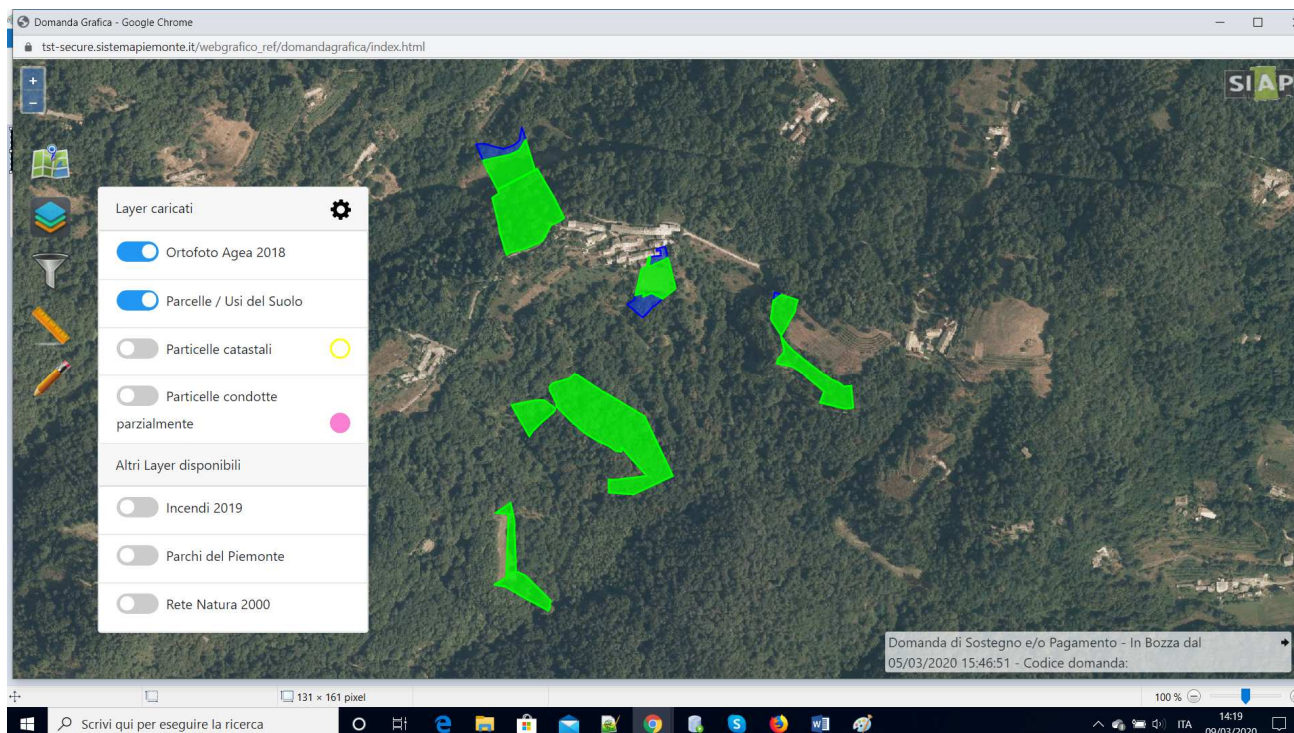 Domanda Grafica - Google Chrome
tst-secure.sistemapiemonte.it/webgrafico_ref/domandagrafica/index.html
SIAP
Layer caricati
Ortofoto Agea 2018
Parcelle / Usi del Suolo
Particelle catastali
Particelle condotte
parzialmente
Altri Layer disponibili
Incendi 2019
Parchi del Piemonte
Rete Natura 2000
Domanda di Sostegno e/o Pagamento - In Bozza dal
05/03/2020 15:46:51 - Codice domanda:
131 × 161 pixel
100 %
Scrivi qui per eseguire la ricerca
ITA
14:19
09/03/2020